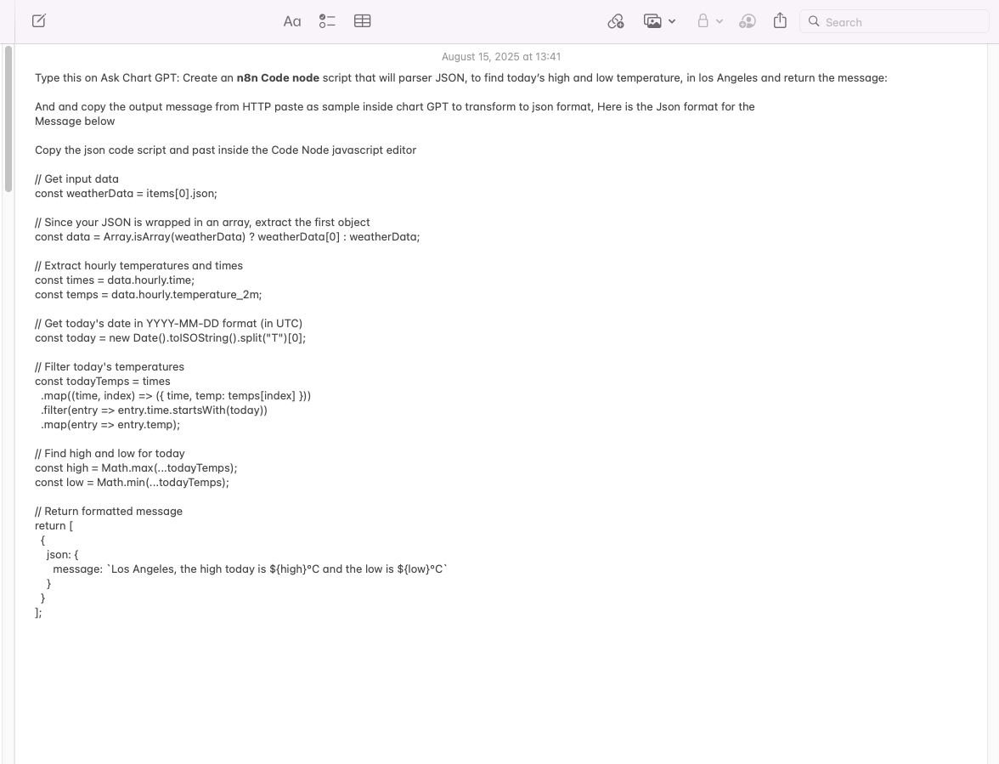 Aa
Search
August 15, 2025 at 13:41
Type this on Ask Chart GPT: Create an n8n Code node script that will parser JSON, to find today’s high and low temperature, in los Angeles and return the message:
And and copy the output message from HTTP paste as sample inside chart GPT to transform to json format, Here is the Json format for the
Message below
Copy the json code script and past inside the Code Node javascript editor
// Get input data
const weatherData = items[0].json;
// Since your JSON is wrapped in an array, extract the first object
const data = Array.isArray(weatherData) ? weatherData[0] : weatherData;
// Extract hourly temperatures and times
const times = data.hourly.time;
const temps = data.hourly.temperature_2m;
// Get today's date in YYYY-MM-DD format (in UTC)
const today = new Date().toISOString().split("T")[0];
// Filter today's temperatures
const todayTemps = times
  .map((time, index) => ({ time, temp: temps[index] }))
  .filter(entry => entry.time.startsWith(today))
  .map(entry => entry.temp);
// Find high and low for today
const high = Math.max(...todayTemps);
const low = Math.min(...todayTemps);
// Return formatted message
return [
  {
    json: {
      message: `Los Angeles, the high today is ${high}°C and the low is ${low}°C`
    }
  }
];